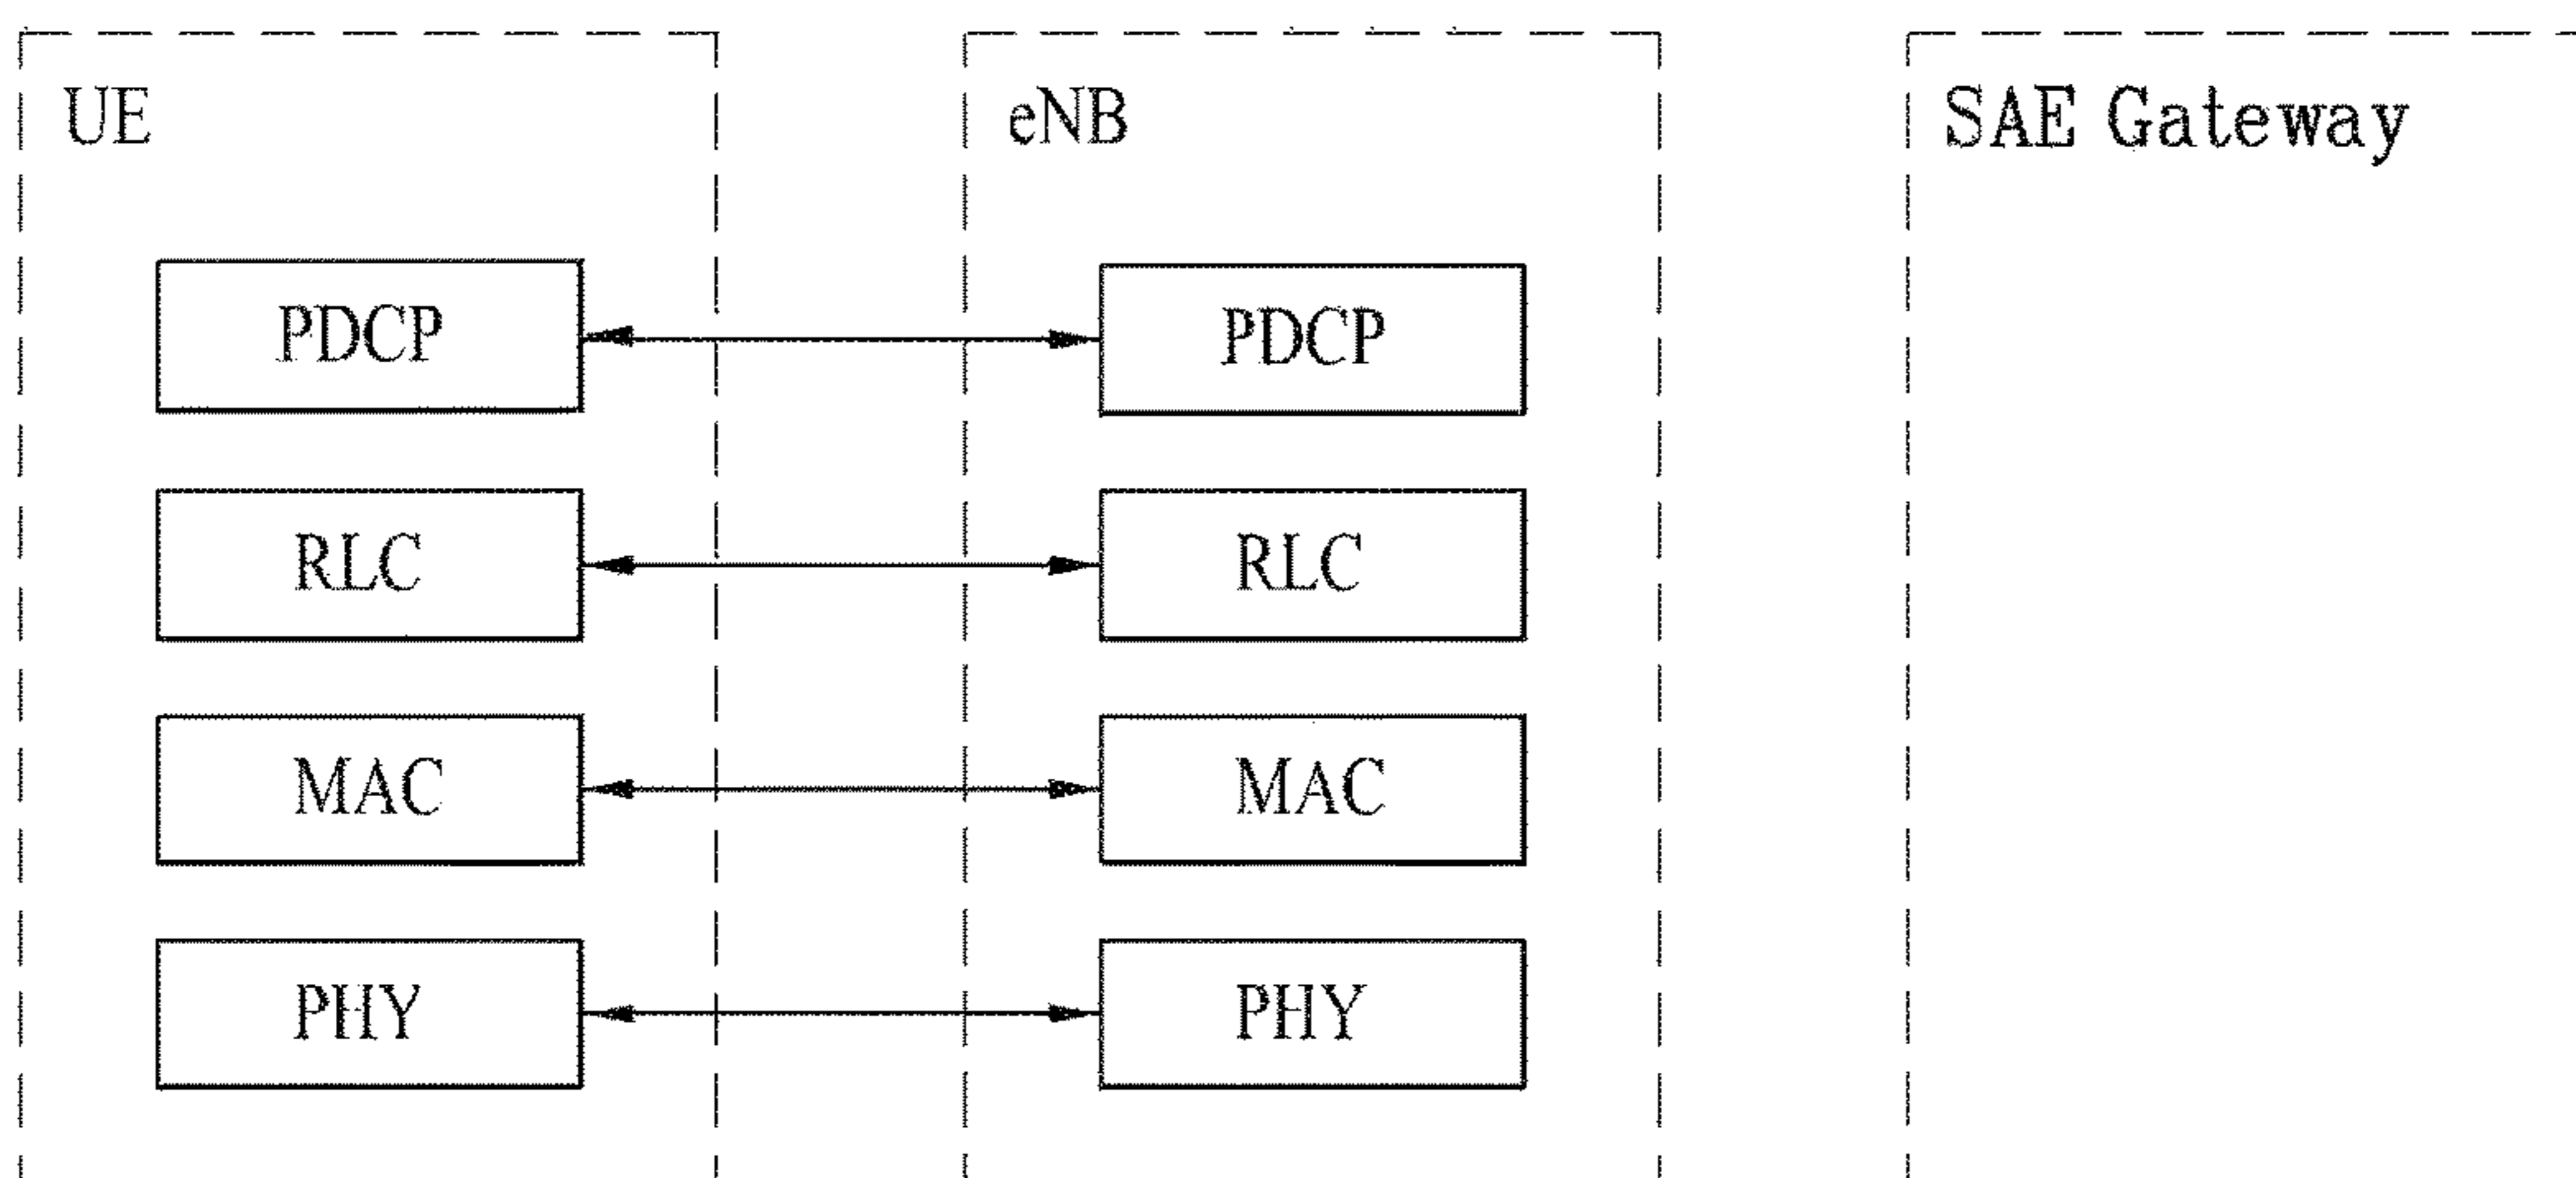 UE eNB SAE Gateway
PDCP PDCP
RLC RLC
MAC MAC
PHY PHY